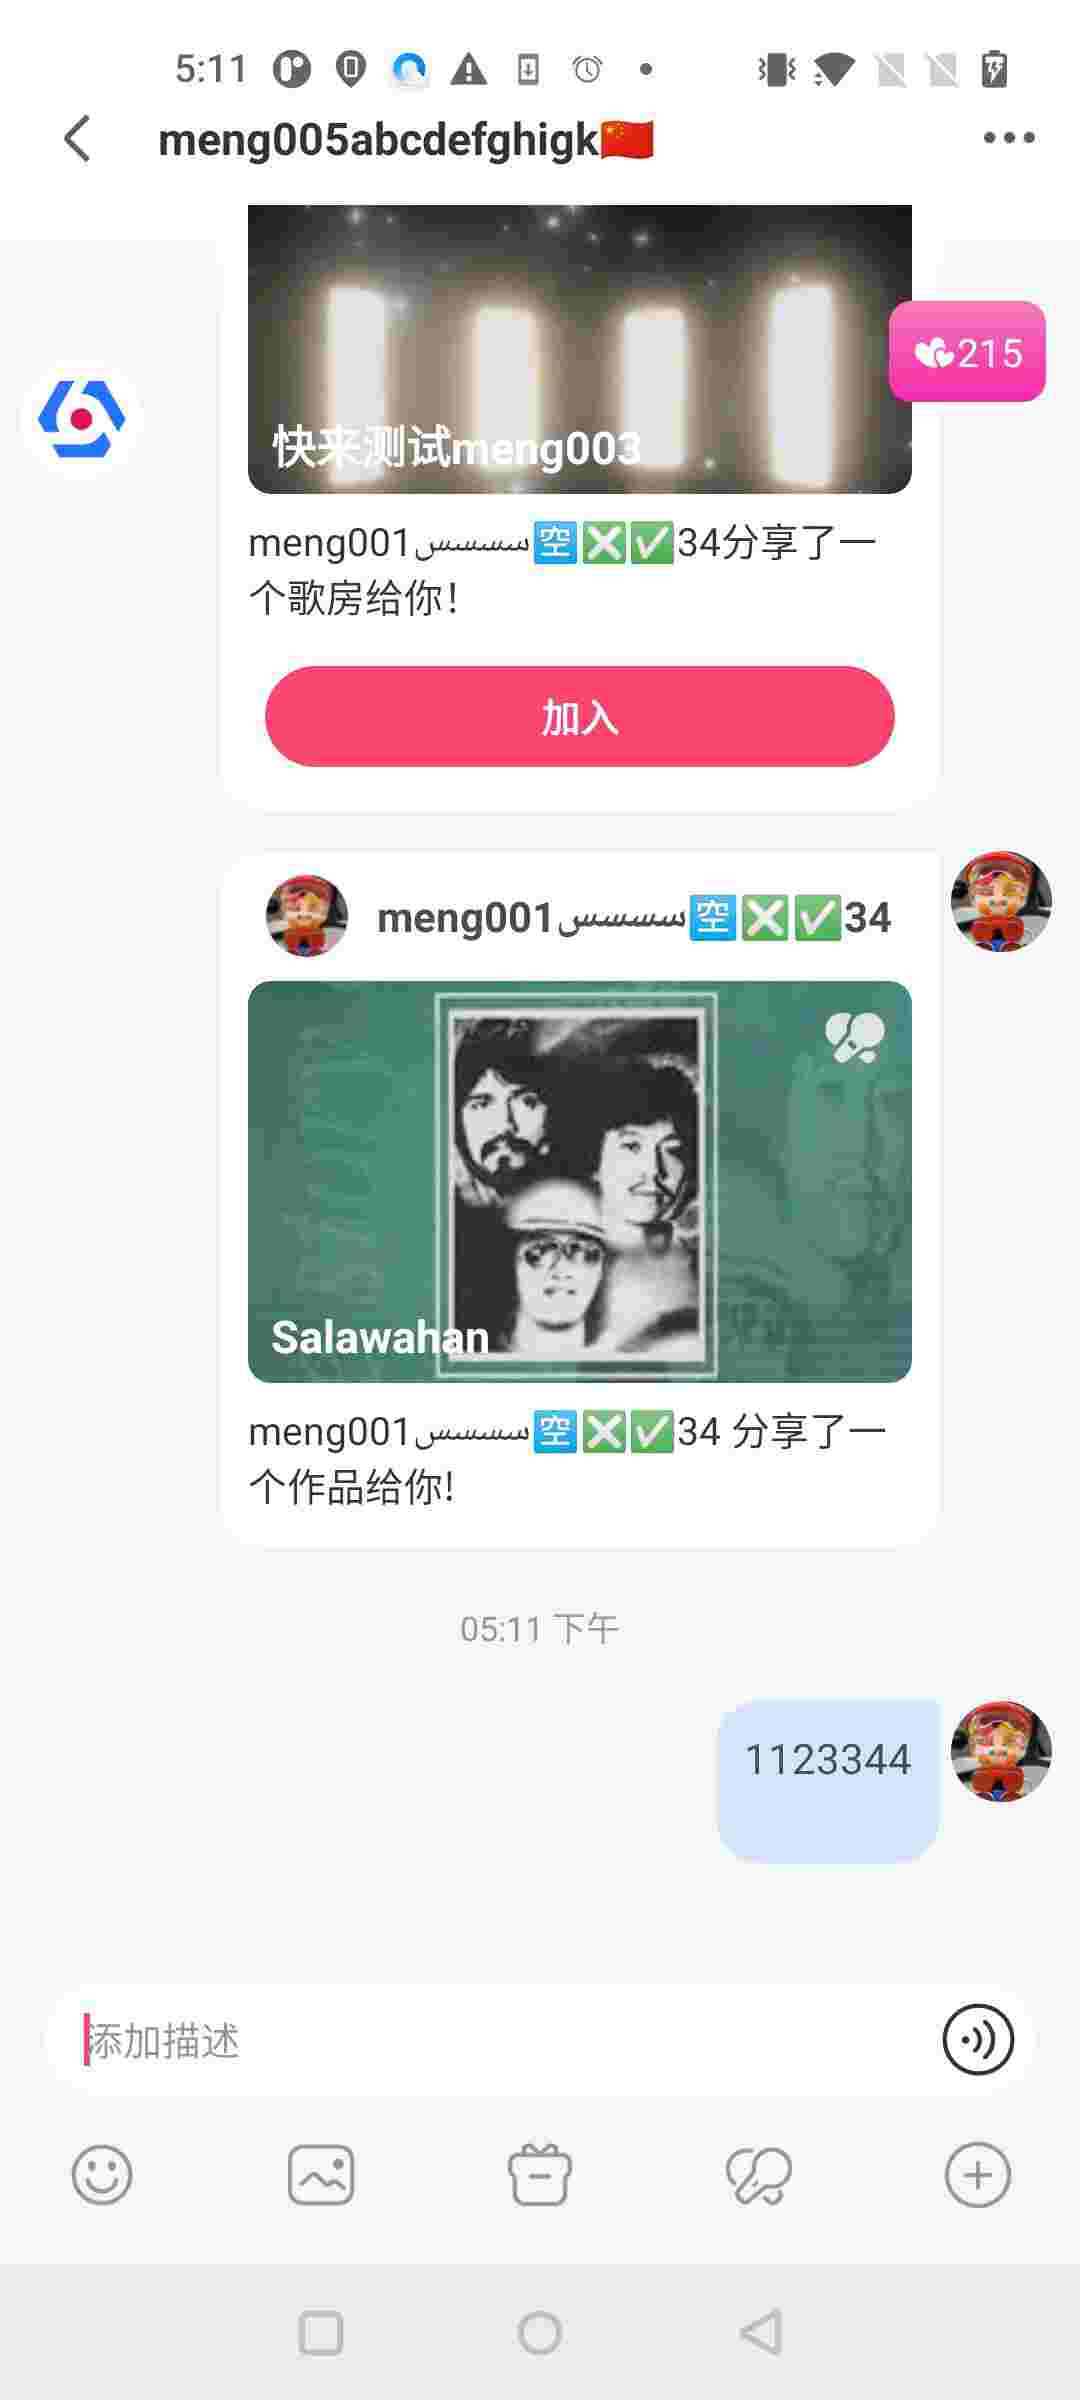 5:11
meng005abcdefghigk🇨🇳
215
快来测试meng003
meng001سسسس🈳❎✅34分享了一
个歌房给你!
加入
meng001سسسس🈳❎✅34
Salawahan
meng001سسسس🈳❎✅34 分享了一
个作品给你!
05:11 下午
1123344
添加描述